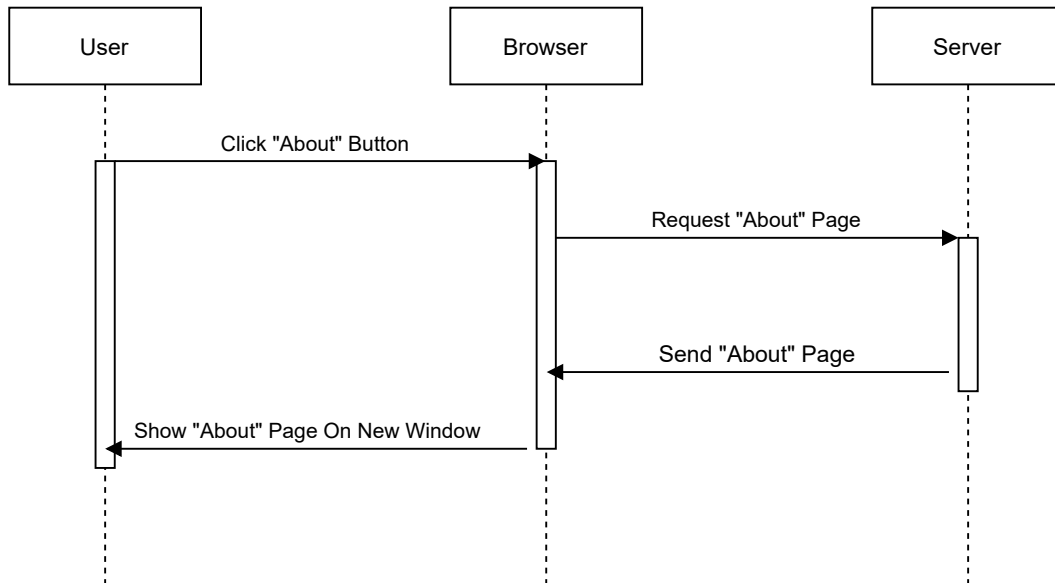 User
Browser
Server
Click "About" Button
Request "About" Page
Send "About" Page
Show "About" Page On New Window